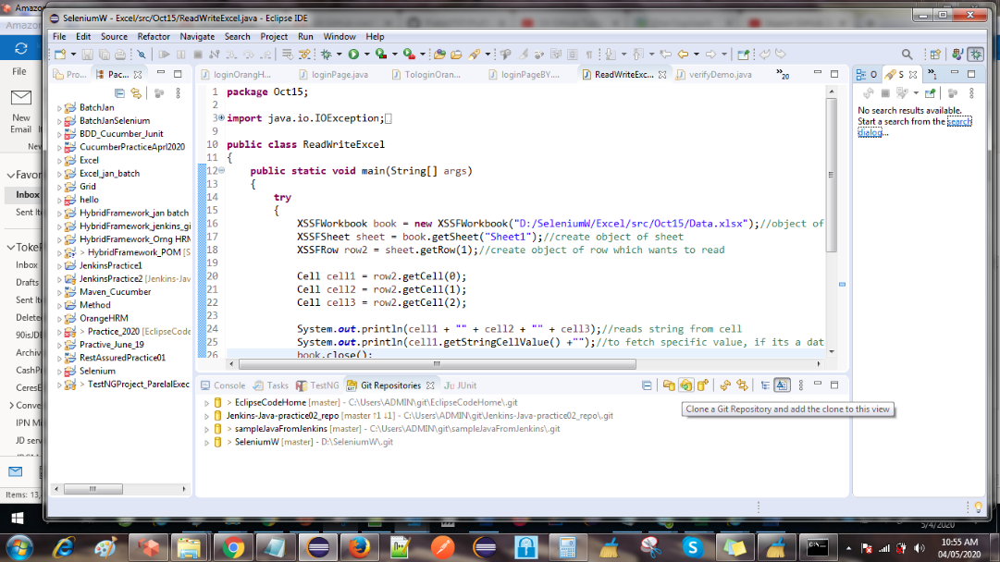 Amazon
SeleniumW - Excel/src/Oct15/ReadWriteExcel.java - Eclipse IDE
File Edit Source Refactor Navigate Search Project Run Window Help
Pro... Pac...
loginOrangH... loginPage.java TologinOran... loginPageBY.... ReadWriteExc... verifyDemo.java »20
O S »1
File
New
Email
New
Favor
Inbox
Sent It
Inbox
Drafts
Sent Ite
Delete
90isJD
Archiv
CashP
CeresE
Conver
IPN M
JD serv
Items: 13,
BatchJan
BatchJanSelenium
BDD_Cucumber_Junit
CucumberPracticeAprl2020
Excel
Excel_jan_batch
Grid
hello
HybridFramework_jan batch
HybridFramework_jenkins_gi
HybridFramework_Orng HRM
> HybridFramework_POM [S
JenkinsPractice1
JenkinsPractice2 [Jenkins-Jav
Maven_Cucumber
Method
OrangeHRM
> Practice_2020 [EclipseCode
Practive_June_19
RestAssuredPractice01
Selenium
> TestNGProject_ParelalExec
1 package Oct15;
2
3 import java.io.IOException;
9
10 public class ReadWriteExcel
11 {
12 public static void main(String[] args)
13 {
14 try
15 {
16 XSSFWorkbook book = new XSSFWorkbook("D:/SeleniumW/Excel/src/Oct15/Data.xlsx");//object of
17 XSSFSheet sheet = book.getSheet("Sheet1");//create object of sheet
18 XSSFRow row2 = sheet.getRow(1);//create object of row which wants to read
19
20 Cell cell1 = row2.getCell(0);
21 Cell cell2 = row2.getCell(1);
22 Cell cell3 = row2.getCell(2);
23
24 System.out.println(cell1 + "" + cell2 + "" + cell3);//reads string from cell
25 System.out.println(cell1.getStringCellValue() +"");//to fetch specific value, if its a dat
26 book.close();
No search results available.
Start a search from the search
dialog...
Console Tasks TestNG Git Repositories JUnit
> EclipseCodeHome [master] - C:\Users\ADMIN\git\EclipseCodeHome\.git
Jenkins-Java-practice02_repo [master ↑1 ↓1] - C:\Users\ADMIN\git\Jenkins-Java-practice02_repo\.git
> sampleJavaFromJenkins [master] - C:\Users\ADMIN\git\sampleJavaFromJenkins\.git
> SeleniumW [master] - D:\SeleniumW\.git
Clone a Git Repository and add the clone to this view
5/4/2020
10:55 AM
04/05/2020